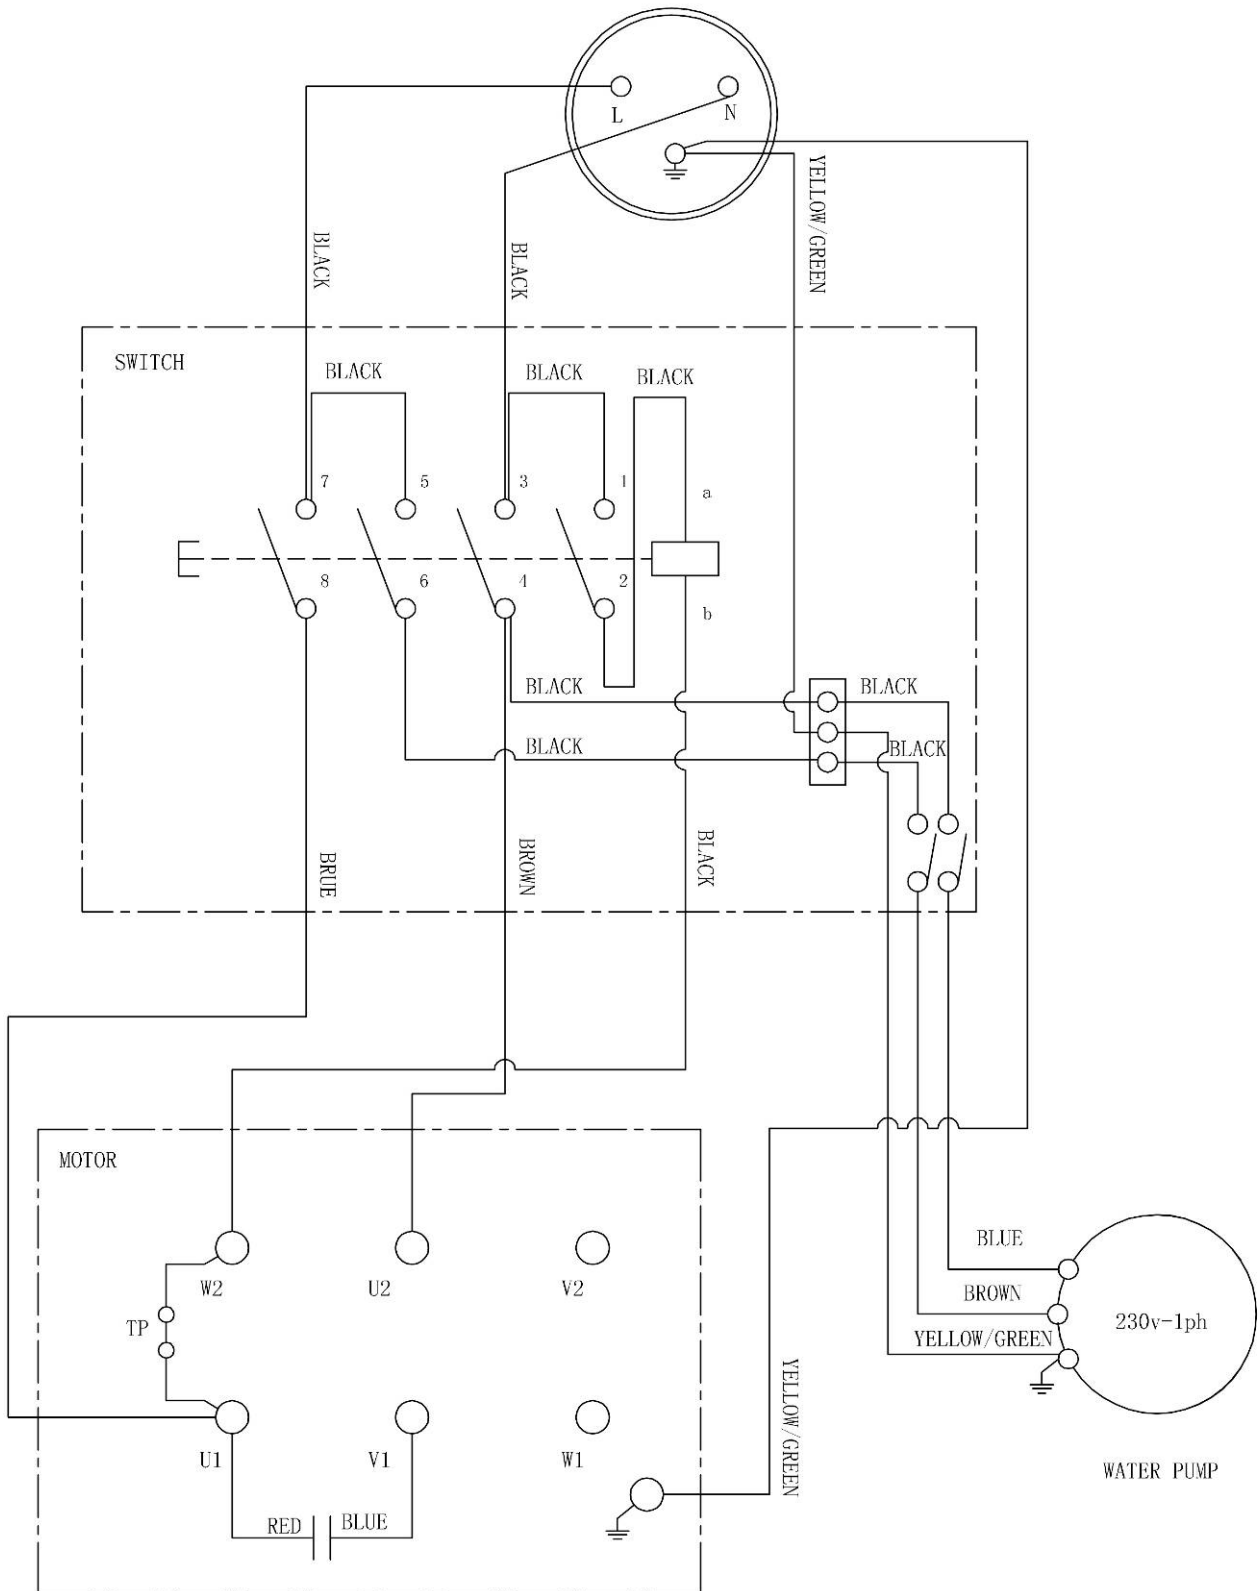 L
N
YELLOW/GREEN
BLACK
BLACK
SWITCH
BLACK
BLACK
BLACK
7
5
3
1
a
8
6
4
2
b
BLACK
BLACK
BLACK
BLACK
BRUE
BROWN
BLACK
MOTOR
W2
U2
V2
TP
BLUE
BROWN
YELLOW/GREEN
230v-1ph
U1
V1
W1
YELLOW/GREEN
WATER PUMP
RED
BLUE